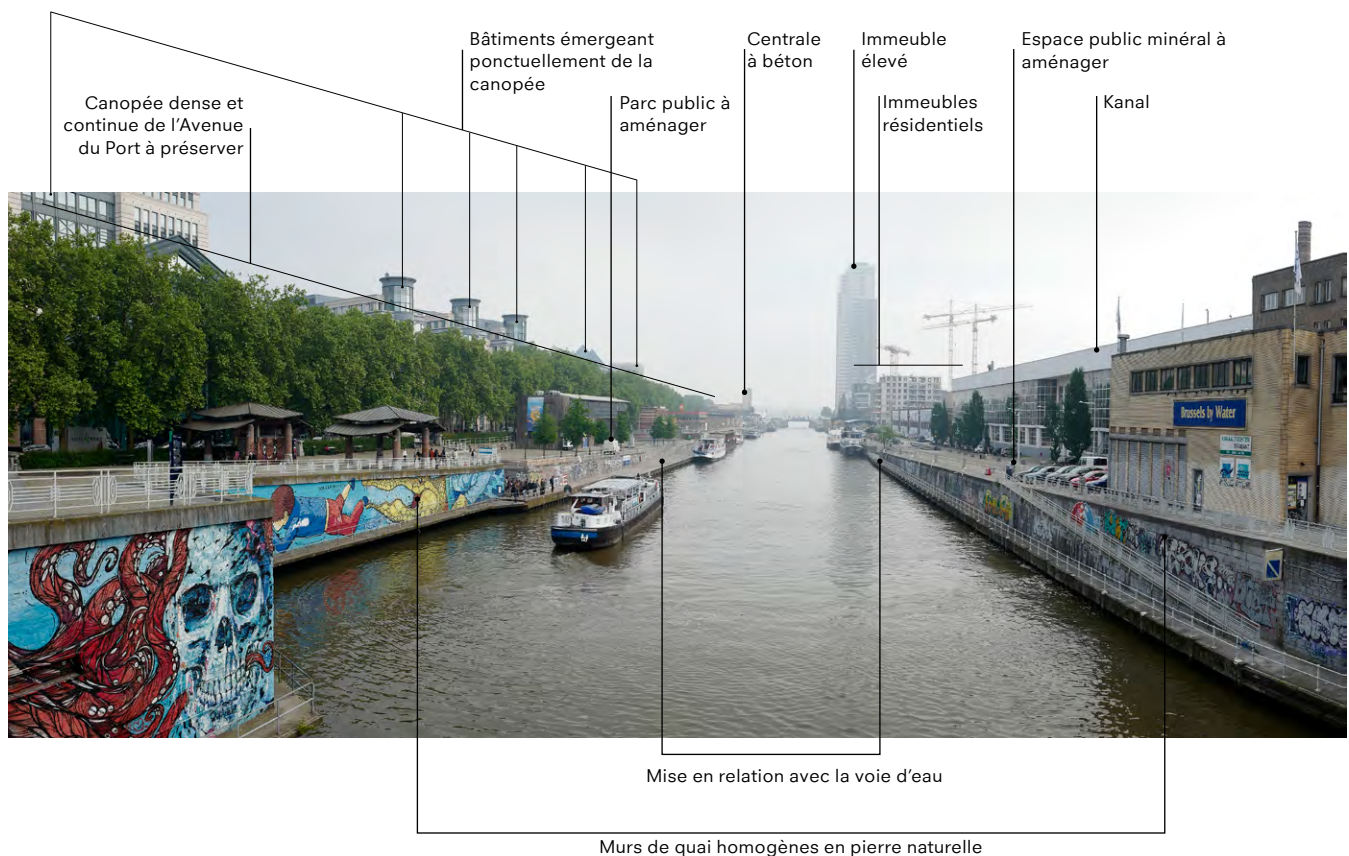 Bâtiments émergeant
ponctuellement de la
canopée
Centrale
à béton
Immeuble
élevé
Espace public minéral à
aménager
Canopée dense et
continue de l'Avenue
du Port à préserver
Parc public à
aménager
Immeubles
résidentiels
Kanal
Brussels by Water
Mise en relation avec la voie d'eau
Murs de quai homogènes en pierre naturelle